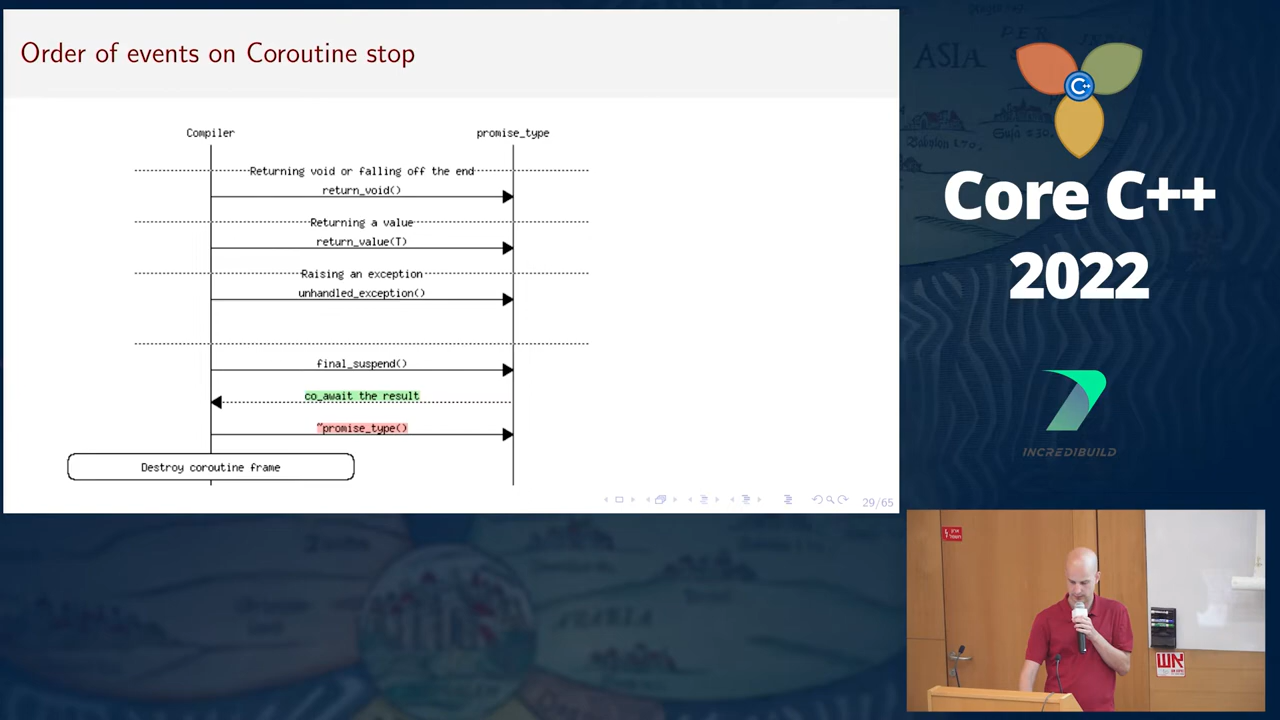 Order of events on Coroutine stop
Compiler
promise_type
Returning void or falling off the end
return_void()
Returning a value
return_value(T)
Raising an exception
unhandled_exception()
final_suspend()
co_await the result
~promise_type()
Destroy coroutine frame
29/65
ASIA
C++
Core C++
2022
INCREDIBUILD
אש